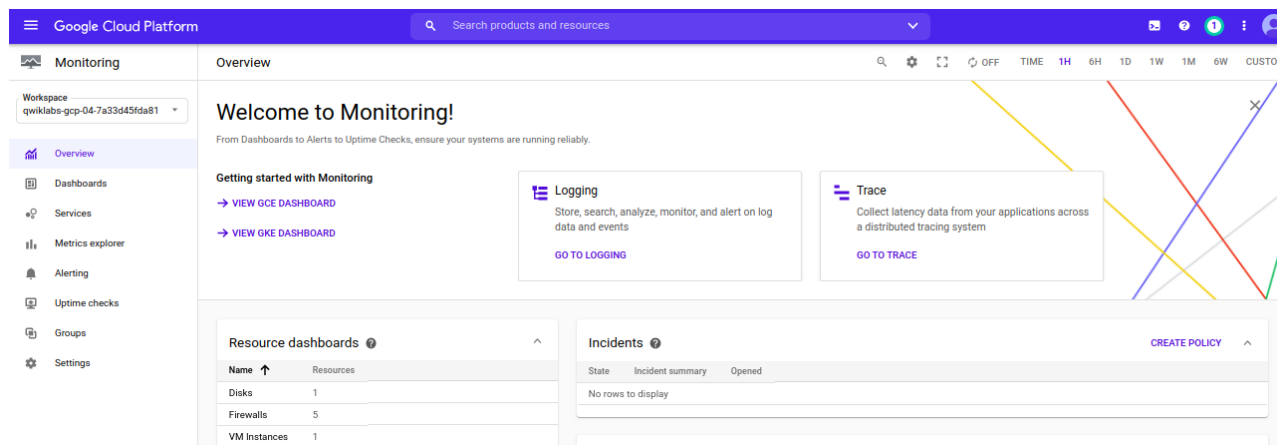 Google Cloud Platform
Search products and resources
1
Monitoring
Overview
OFF
TIME 1H 6H 1D 1W 1M 6W CUSTO
Workspace
qwiklabs-gcp-04-7a33d45fda81
Overview
Dashboards
Services
Metrics explorer
Alerting
Uptime checks
Groups
Settings
Welcome to Monitoring!
From Dashboards to Alerts to Uptime Checks, ensure your systems are running reliably.
Getting started with Monitoring
→ VIEW GCE DASHBOARD
→ VIEW GKE DASHBOARD
Logging
Store, search, analyze, monitor, and alert on log
data and events
GO TO LOGGING
Trace
Collect latency data from your applications across
a distributed tracing system
GO TO TRACE
Resource dashboards
Name ↑ Resources
Disks 1
Firewalls 5
VM Instances 1
Incidents
CREATE POLICY
State Incident summary Opened
No rows to display